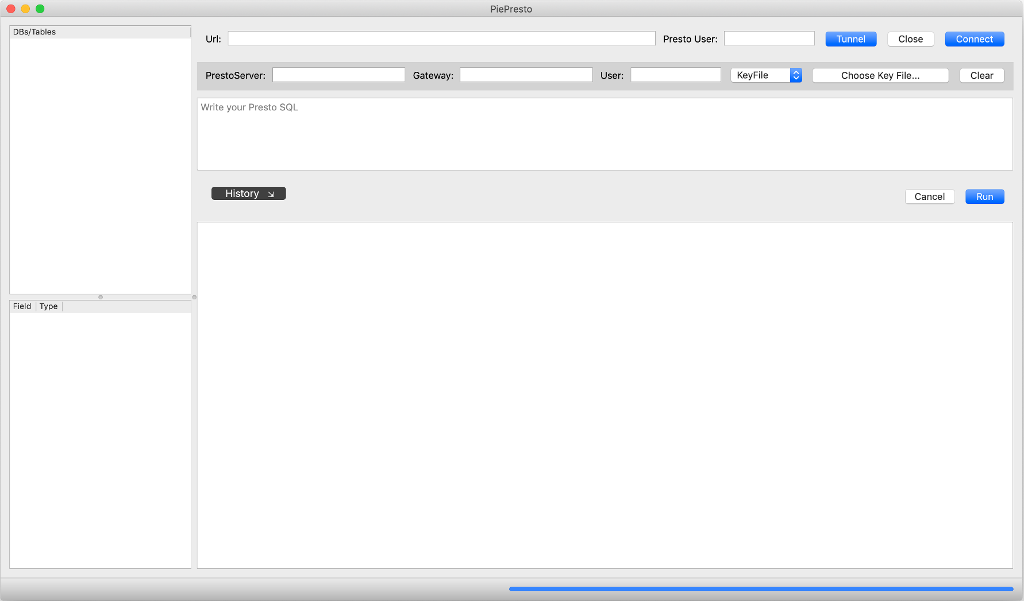 PiePresto
DBs/Tables
Url: Presto User: Tunnel Close Connect
PrestoServer: Gateway: User: KeyFile Choose Key File... Clear
Write your Presto SQL
History
Cancel Run
Field Type